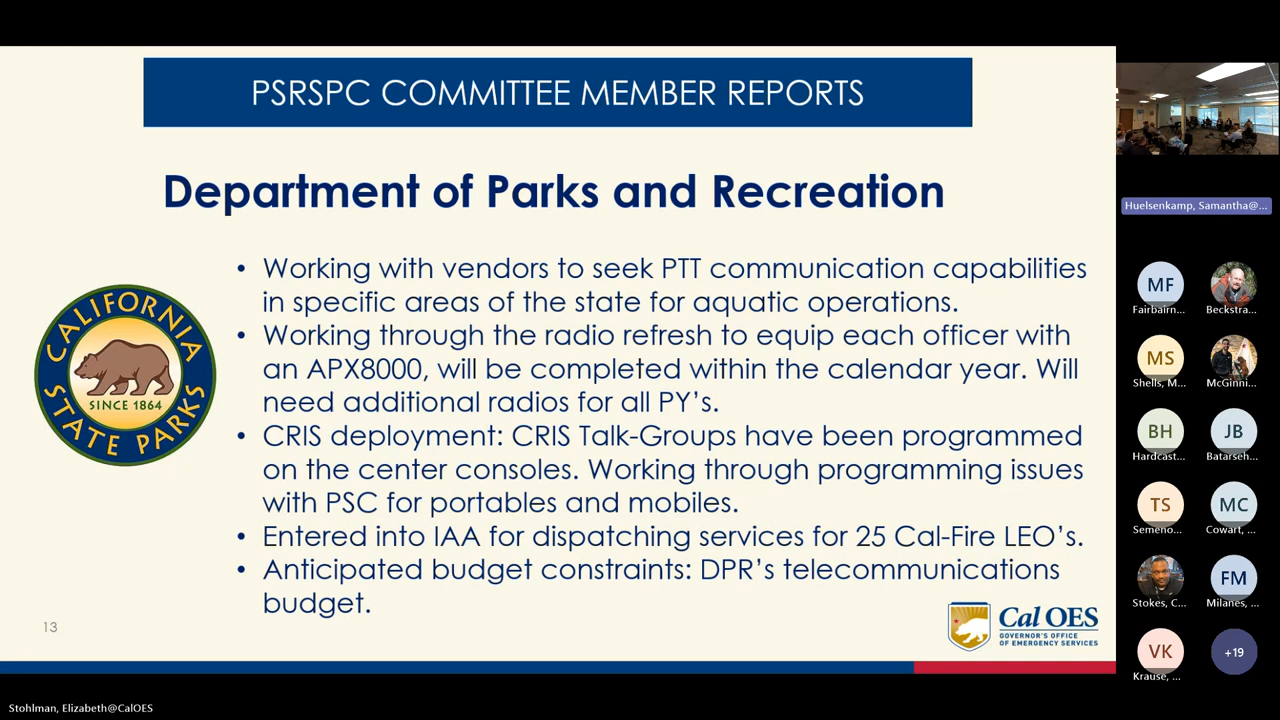 PSRSPC COMMITTEE MEMBER REPORTS
Department of Parks and Recreation
• Working with vendors to seek PTT communication capabilities
in specific areas of the state for aquatic operations.
• Working through the radio refresh to equip each officer with
an APX8000, will be completed within the calendar year. Will
need additional radios for all PY's.
• CRIS deployment: CRIS Talk-Groups have been programmed
on the center consoles. Working through programming issues
with PSC for portables and mobiles.
• Entered into IAA for dispatching services for 25 Cal-Fire LEO's.
• Anticipated budget constraints: DPR's telecommunications
budget.
CALIFORNIA
SINCE 1864
STATE PARKS
13
Cal OES
GOVERNOR'S OFFICE
OF EMERGENCY SERVICES
Huelsenkamp, Samantha@...
MF
Fairbairn...
Beckstra...
MS
Shells, M...
McGinni...
BH
Hardcast...
JB
Batarseh...
TS
Semeno...
MC
Cowart, ...
Stokes, C...
FM
Milanes, ...
VK
Krause, ...
+19
Stohlman, Elizabeth@CalOES